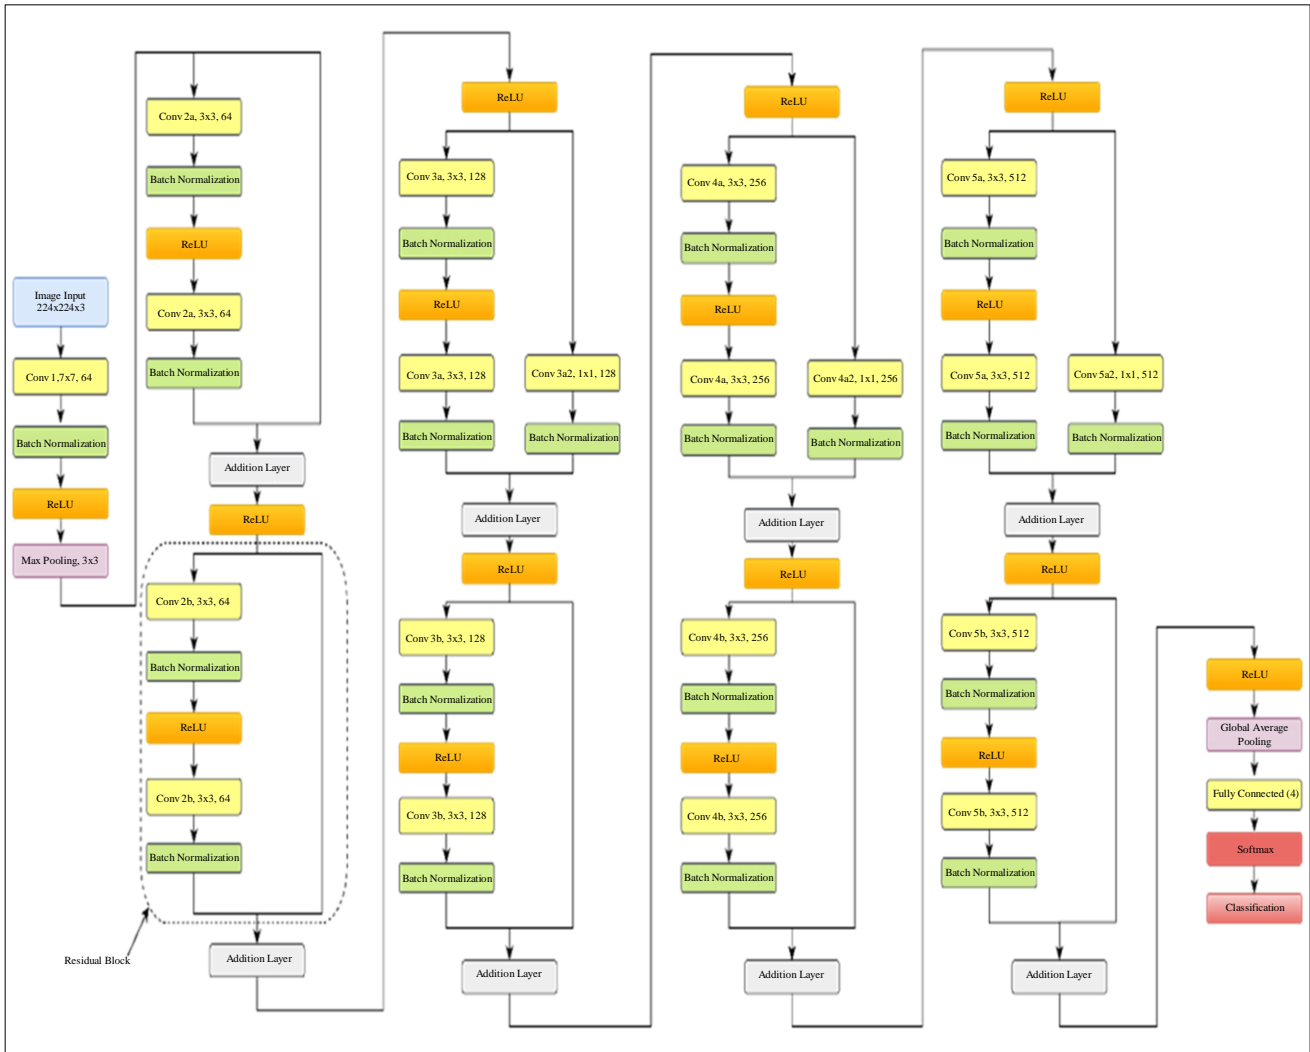 Image Input
224x224x3
Conv 1,7x7, 64
Batch Normalization
ReLU
Max Pooling, 3x3
Conv 2a, 3x3, 64
Batch Normalization
ReLU
Conv 2a, 3x3, 64
Batch Normalization
Addition Layer
ReLU
Conv 2b, 3x3, 64
Batch Normalization
ReLU
Conv 2b, 3x3, 64
Batch Normalization
Residual Block
Addition Layer
ReLU
Conv 3a, 3x3, 128
Batch Normalization
ReLU
Conv 3a, 3x3, 128
Conv 3a2, 1x1, 128
Batch Normalization
Batch Normalization
Addition Layer
ReLU
Conv 3b, 3x3, 128
Batch Normalization
ReLU
Conv 3b, 3x3, 128
Batch Normalization
Addition Layer
ReLU
Conv 4a, 3x3, 256
Batch Normalization
ReLU
Conv 4a, 3x3, 256
Conv 4a2, 1x1, 256
Batch Normalization
Batch Normalization
Addition Layer
ReLU
Conv 4b, 3x3, 256
Batch Normalization
ReLU
Conv 4b, 3x3, 256
Batch Normalization
Addition Layer
ReLU
Conv 5a, 3x3, 512
Batch Normalization
ReLU
Conv 5a, 3x3, 512
Conv 5a2, 1x1, 512
Batch Normalization
Batch Normalization
Addition Layer
ReLU
Conv 5b, 3x3, 512
Batch Normalization
ReLU
Conv 5b, 3x3, 512
Batch Normalization
Addition Layer
ReLU
Global Average
Pooling
Fully Connected (4)
Softmax
Classification